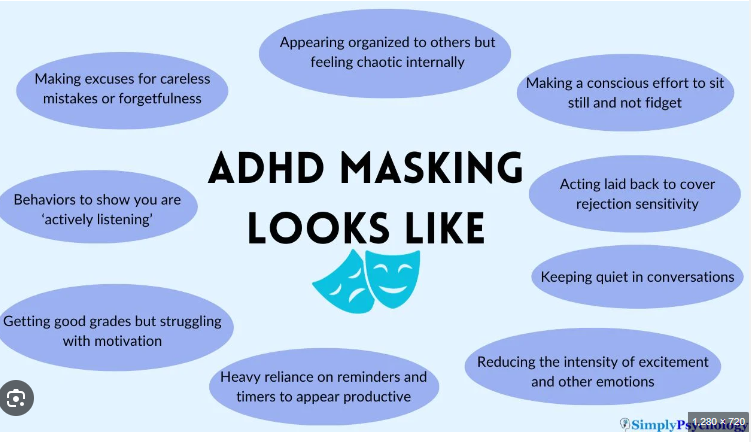 Appearing organized to others but
feeling chaotic internally
Making excuses for careless
mistakes or forgetfulness
Making a conscious effort to sit
still and not fidget
ADHD MASKING
LOOKS LIKE
Behaviors to show you are
‘actively listening’
Acting laid back to cover
rejection sensitivity
Keeping quiet in conversations
Getting good grades but struggling
with motivation
Heavy reliance on reminders and
timers to appear productive
Reducing the intensity of excitement
and other emotions
SimplyPsychology
1,280 × 720